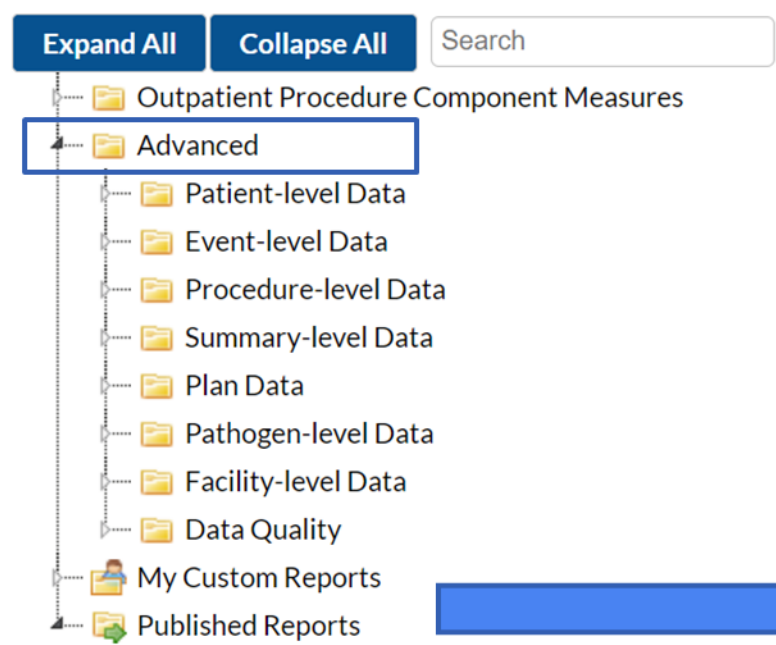 Expand All Collapse All Search
Outpatient Procedure Component Measures
Advanced
Patient-level Data
Event-level Data
Procedure-level Data
Summary-level Data
Plan Data
Pathogen-level Data
Facility-level Data
Data Quality
My Custom Reports
Published Reports